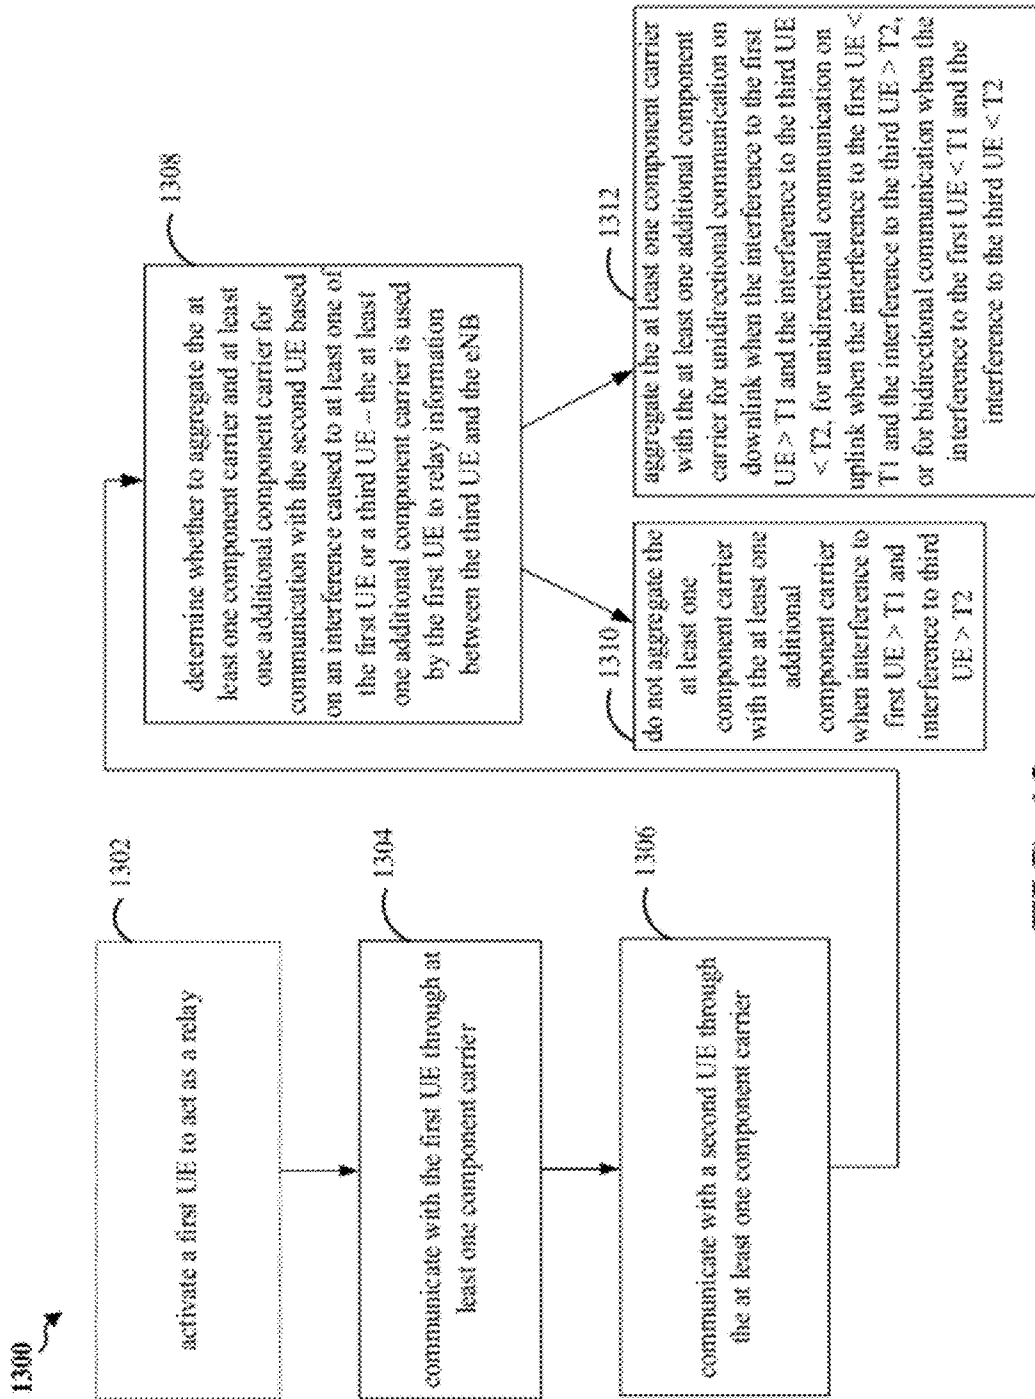 1300
1302
activate a first UE to act as a relay
1304
communicate with the first UE through at
least one component carrier
1306
communicate with a second UE through
the at least one component carrier
1308
determine whether to aggregate the at
least one component carrier and at least
one additional component carrier for
communication with the second UE based
on an interference caused to at least one of
the first UE or a third UE – the at least
one additional component carrier is used
by the first UE to relay information
between the third UE and the eNB
1310
do not aggregate the
at least one
component carrier
with the at least one
additional
component carrier
when interference to
first UE > T1 and
interference to third
UE > T2
1312
aggregate the at least one component carrier
with the at least one additional component
carrier for unidirectional communication on
downlink when the interference to the first
UE > T1 and the interference to the third UE
< T2, for unidirectional communication on
uplink when the interference to the first UE <
T1 and the interference to the third UE > T2,
or for bidirectional communication when the
interference to the first UE < T1 and the
interference to the third UE < T2